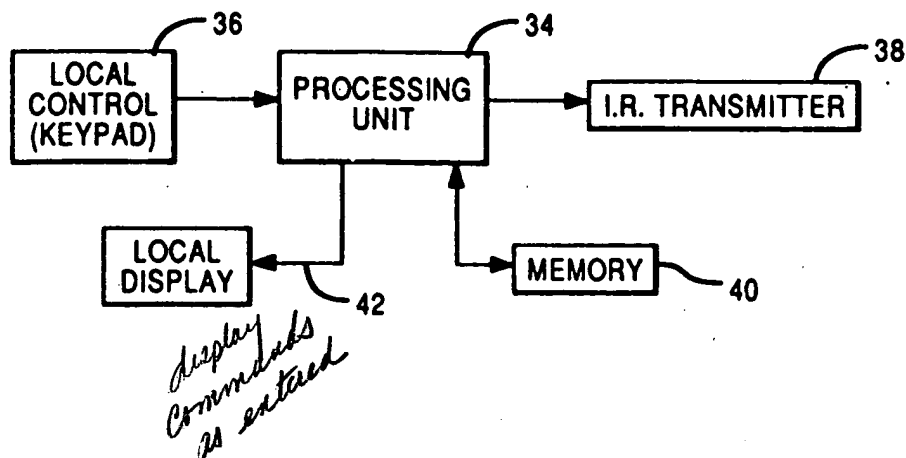 36
34
38
LOCAL
CONTROL
(KEYPAD)
PROCESSING
UNIT
I.R. TRANSMITTER
LOCAL
DISPLAY
42
MEMORY
40
display
commands
as entered